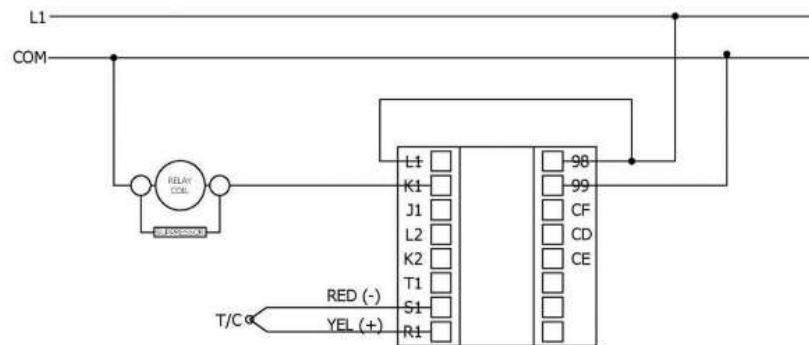 L1
COM
RELAY
COIL
SUPPRESSOR
L1
K1
J1
L2
K2
T1
S1
R1
98
99
CF
CD
CE
T/C
RED (-)
YEL (+)